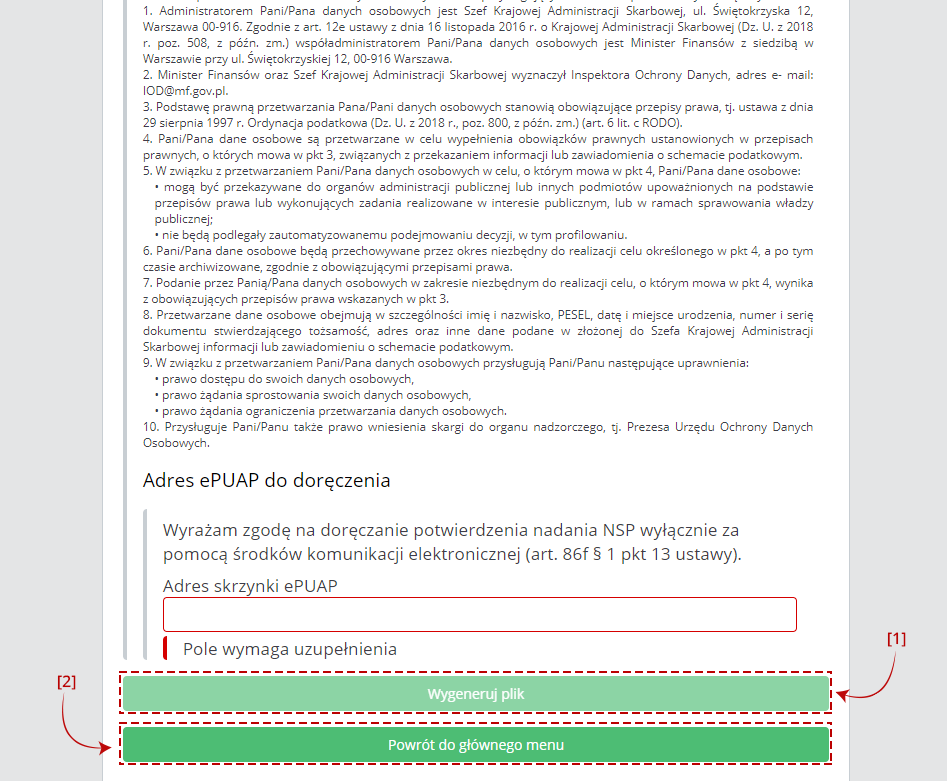 1. Administratorem Pani/Pana danych osobowych jest Szef Krajowej Administracji Skarbowej, ul. Świętokrzyska 12,
Warszawa 00-916. Zgodnie z art. 12e ustawy z dnia 16 listopada 2016 r. o Krajowej Administracji Skarbowej (Dz. U. z 2018
r. poz. 508, z późn. zm.) współadministratorem Pani/Pana danych osobowych jest Minister Finansów z siedzibą w
Warszawie przy ul. Świętokrzyskiej 12, 00-916 Warszawa.
2. Minister Finansów oraz Szef Krajowej Administracji Skarbowej wyznaczył Inspektora Ochrony Danych, adres e- mail:
IOD@mf.gov.pl.
3. Podstawę prawną przetwarzania Pana/Pani danych osobowych stanowią obowiązujące przepisy prawa, tj. ustawa z dnia
29 sierpnia 1997 r. Ordynacja podatkowa (Dz. U. z 2018 r., poz. 800, z późn. zm.) (art. 6 lit. c RODO).
4. Pani/Pana dane osobowe są przetwarzane w celu wypełnienia obowiązków prawnych ustanowionych w przepisach
prawnych, o których mowa w pkt 3, związanych z przekazaniem informacji lub zawiadomienia o schemacie podatkowym.
5. W związku z przetwarzaniem Pani/Pana danych osobowych w celu, o którym mowa w pkt 4, Pani/Pana dane osobowe:
• mogą być przekazywane do organów administracji publicznej lub innych podmiotów upoważnionych na podstawie
przepisów prawa lub wykonujących zadania realizowane w interesie publicznym, lub w ramach sprawowania władzy
publicznej;
• nie będą podlegały zautomatyzowanemu podejmowaniu decyzji, w tym profilowaniu.
6. Pani/Pana dane osobowe będą przechowywane przez okres niezbędny do realizacji celu określonego w pkt 4, a po tym
czasie archiwizowane, zgodnie z obowiązującymi przepisami prawa.
7. Podanie przez Panią/Pana danych osobowych w zakresie niezbędnym do realizacji celu, o którym mowa w pkt 4, wynika
z obowiązujących przepisów prawa wskazanych w pkt 3.
8. Przetwarzane dane osobowe obejmują w szczególności imię i nazwisko, PESEL, datę i miejsce urodzenia, numer i serię
dokumentu stwierdzającego tożsamość, adres oraz inne dane podane w złożonej do Szefa Krajowej Administracji
Skarbowej informacji lub zawiadomieniu o schemacie podatkowym.
9. W związku z przetwarzaniem Pani/Pana danych osobowych przysługują Pani/Panu następujące uprawnienia:
• prawo dostępu do swoich danych osobowych,
• prawo żądania sprostowania swoich danych osobowych,
• prawo żądania ograniczenia przetwarzania danych osobowych.
10. Przysługuje Pani/Panu także prawo wniesienia skargi do organu nadzorczego, tj. Prezesa Urzędu Ochrony Danych
Osobowych.
Adres ePUAP do doręczenia
Wyrażam zgodę na doręczanie potwierdzenia nadania NSP wyłącznie za
pomocą środków komunikacji elektronicznej (art. 86f § 1 pkt 13 ustawy).
Adres skrzynki ePUAP
Pole wymaga uzupełnienia
[1]
[2]
Wygeneruj plik
Powrót do głównego menu